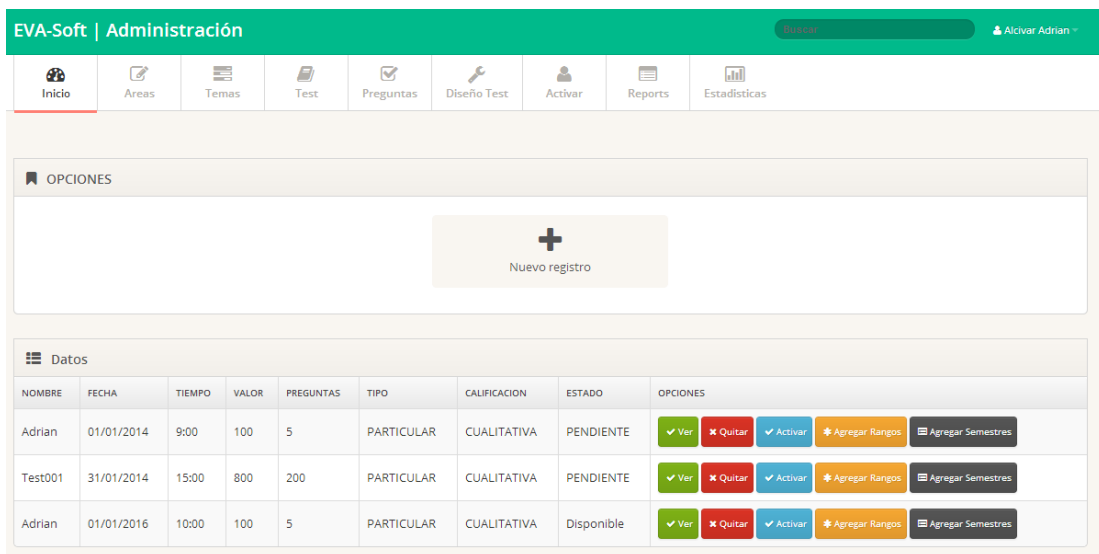 EVA-Soft | Administración
Buscar
Alcivar Adrian
Inicio
Areas
Temas
Test
Preguntas
Diseño Test
Activar
Reports
Estadisticas
OPCIONES
Nuevo registro
Datos
NOMBRE FECHA TIEMPO VALOR PREGUNTAS TIPO CALIFICACION ESTADO OPCIONES
Adrian 01/01/2014 9:00 100 5 PARTICULAR CUALITATIVA PENDIENTE Ver Quitar Activar Agregar Rangos Agregar Semestres
Test001 31/01/2014 15:00 800 200 PARTICULAR CUALITATIVA PENDIENTE Ver Quitar Activar Agregar Rangos Agregar Semestres
Adrian 01/01/2016 10:00 100 5 PARTICULAR CUALITATIVA Disponible Ver Quitar Activar Agregar Rangos Agregar Semestres